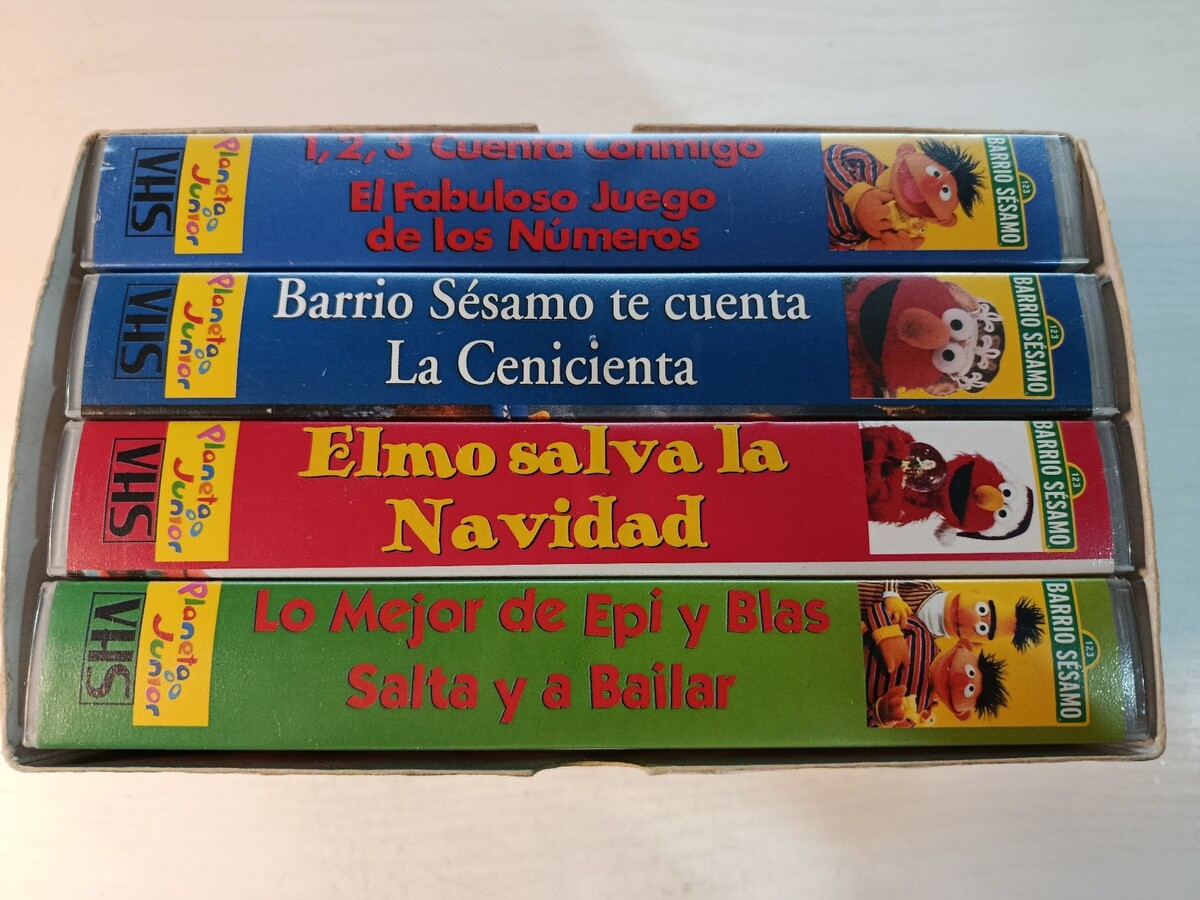 VHS
Planeta
Junior
1, 2, 3 Cuenta Conmigo
El Fabuloso Juego
de los Números
123
BARRIO SÉSAMO
VHS
Planeta
Junior
Barrio Sésamo te cuenta
La Cenicienta
123
BARRIO SÉSAMO
VHS
Planeta
Junior
Elmo salva la
Navidad
123
BARRIO SÉSAMO
VHS
Planeta
Junior
Lo Mejor de Epi y Blas
Salta y a Bailar
123
BARRIO SÉSAMO